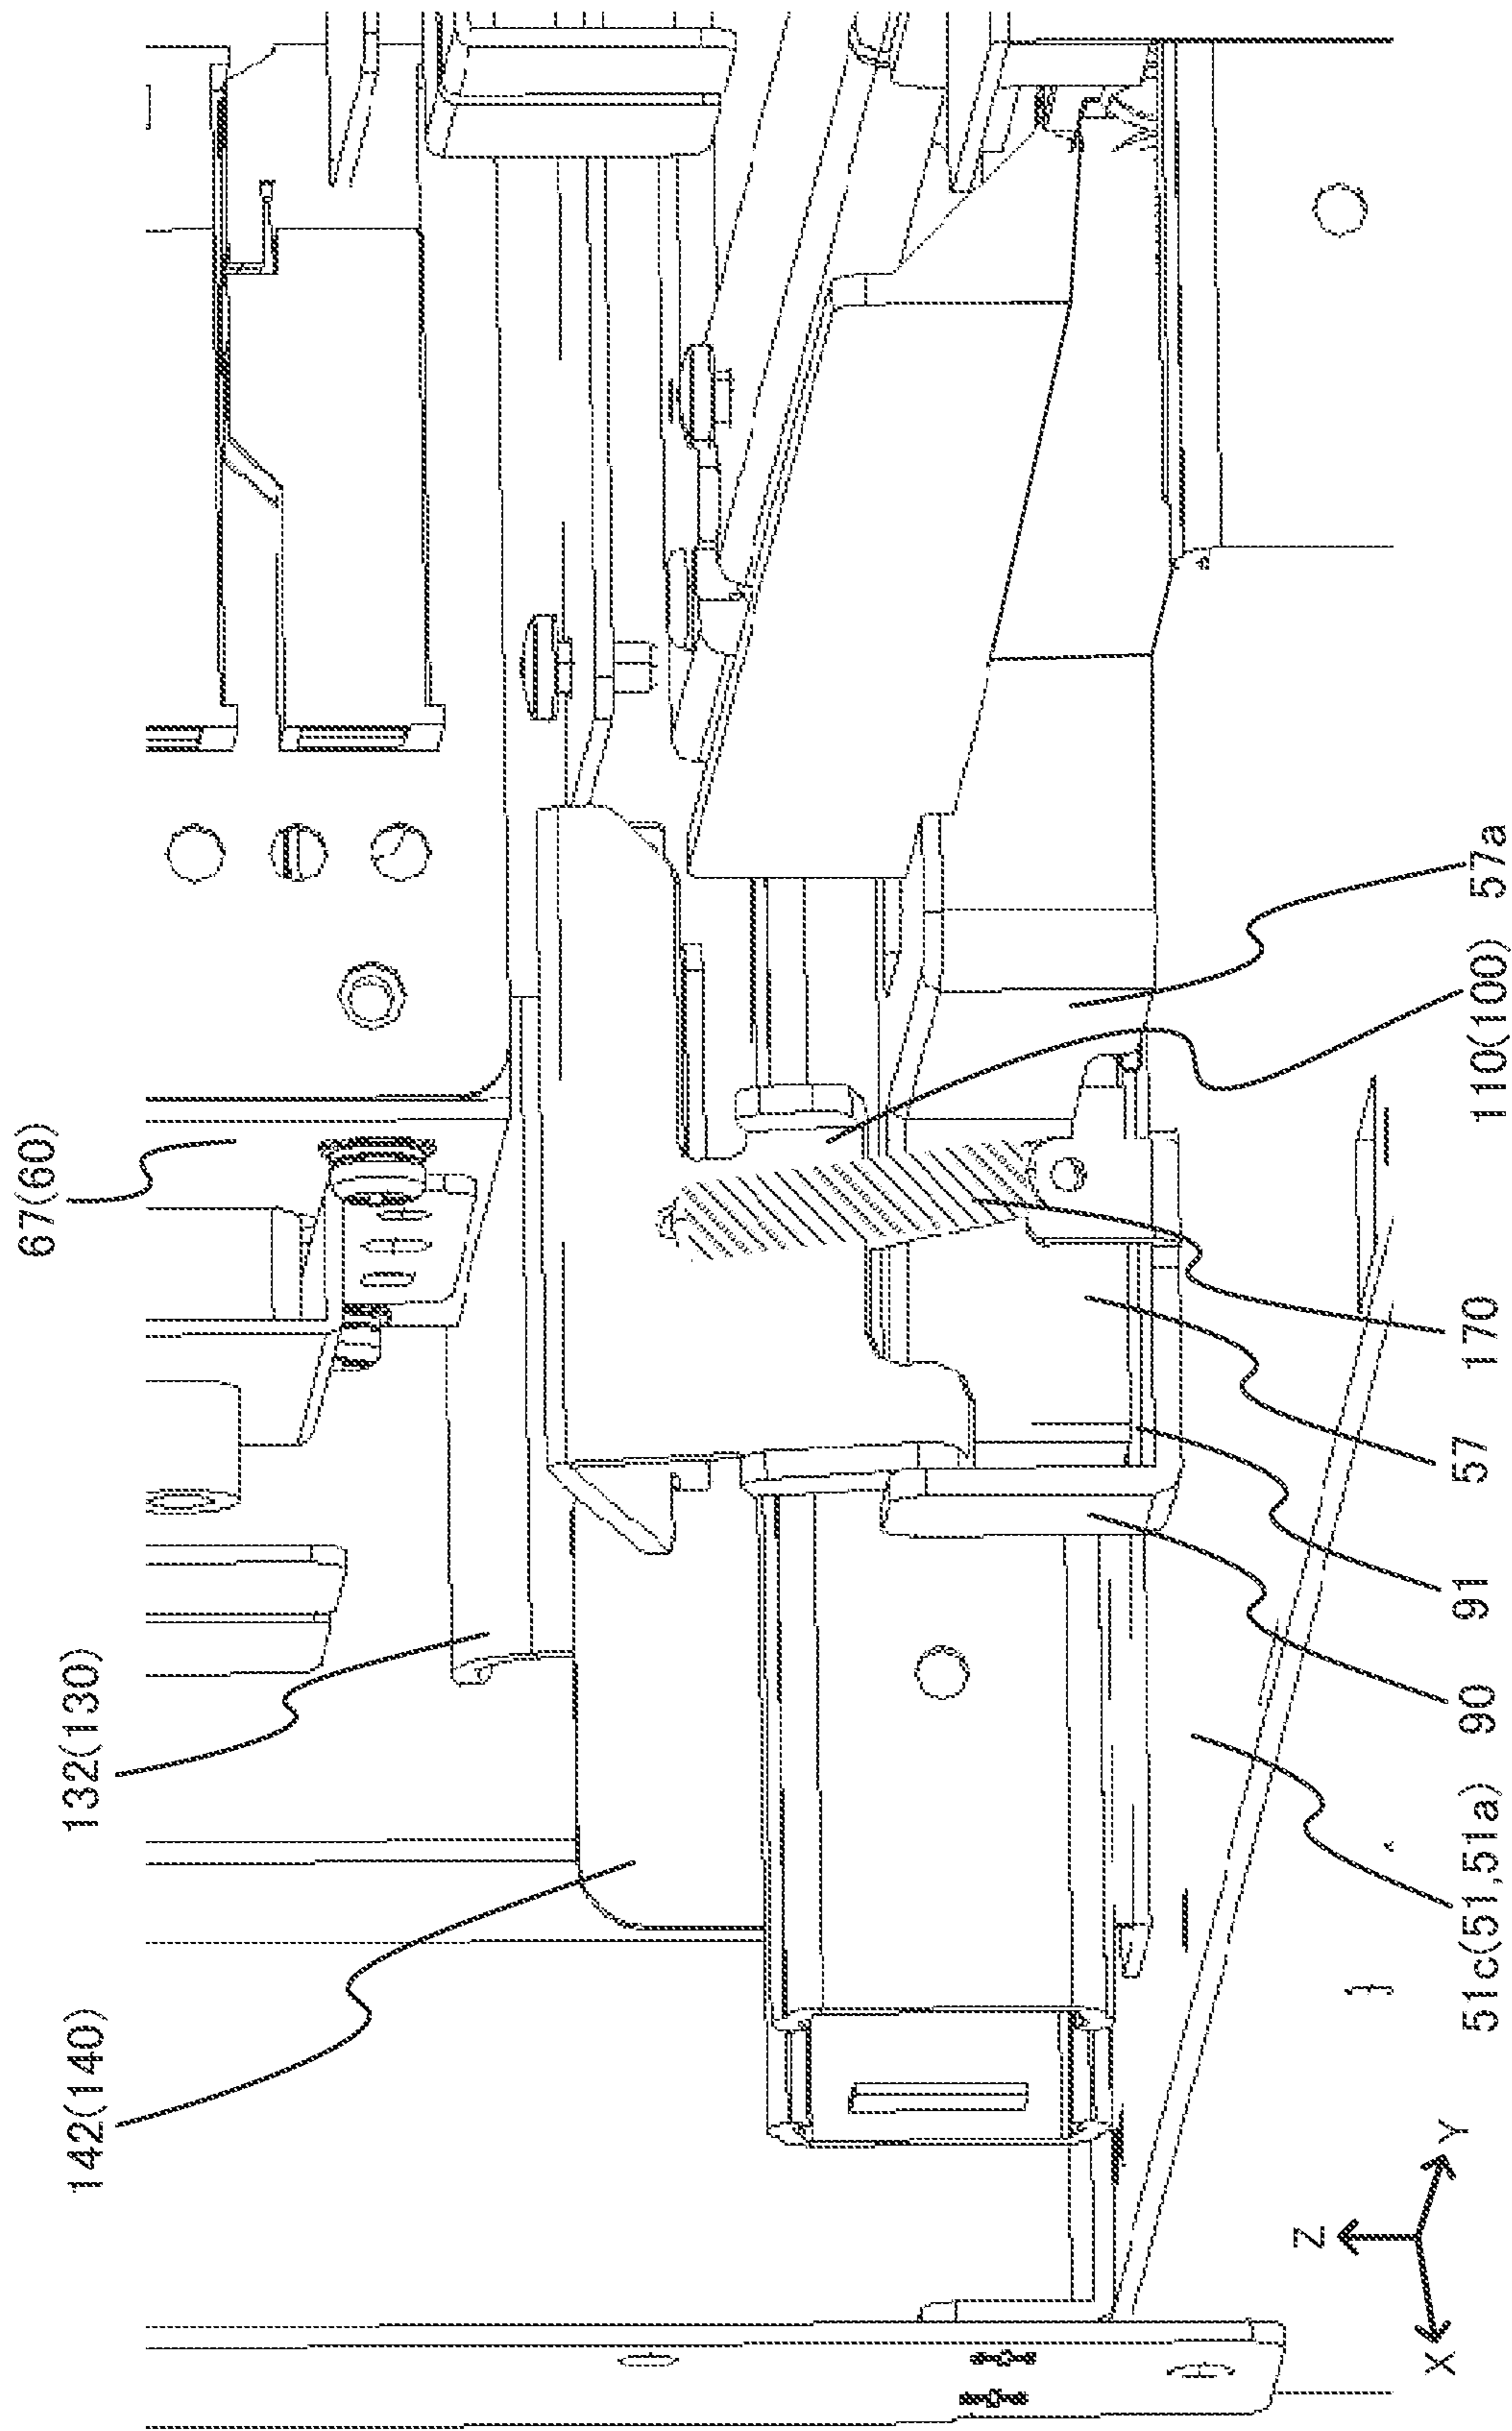 142(140)
132(130)
67(60)
Z
X
Y
51c(51,51a)
90
91
57
170
110(100)
57a